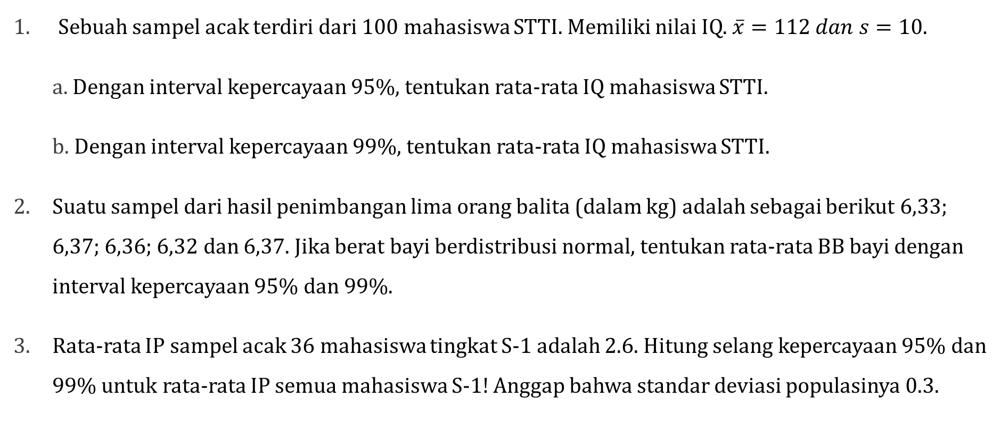 1. Sebuah sampel acak terdiri dari 100 mahasiswa STTI. Memiliki nilai IQ. x̄ = 112 dan s = 10.
a. Dengan interval kepercayaan 95%, tentukan rata-rata IQ mahasiswa STTI.
b. Dengan interval kepercayaan 99%, tentukan rata-rata IQ mahasiswa STTI.
2. Suatu sampel dari hasil penimbangan lima orang balita (dalam kg) adalah sebagai berikut 6,33;
6,37; 6,36; 6,32 dan 6,37. Jika berat bayi berdistribusi normal, tentukan rata-rata BB bayi dengan
interval kepercayaan 95% dan 99%.
3. Rata-rata IP sampel acak 36 mahasiswa tingkat S-1 adalah 2.6. Hitung selang kepercayaan 95% dan
99% untuk rata-rata IP semua mahasiswa S-1! Anggap bahwa standar deviasi populasinya 0.3.